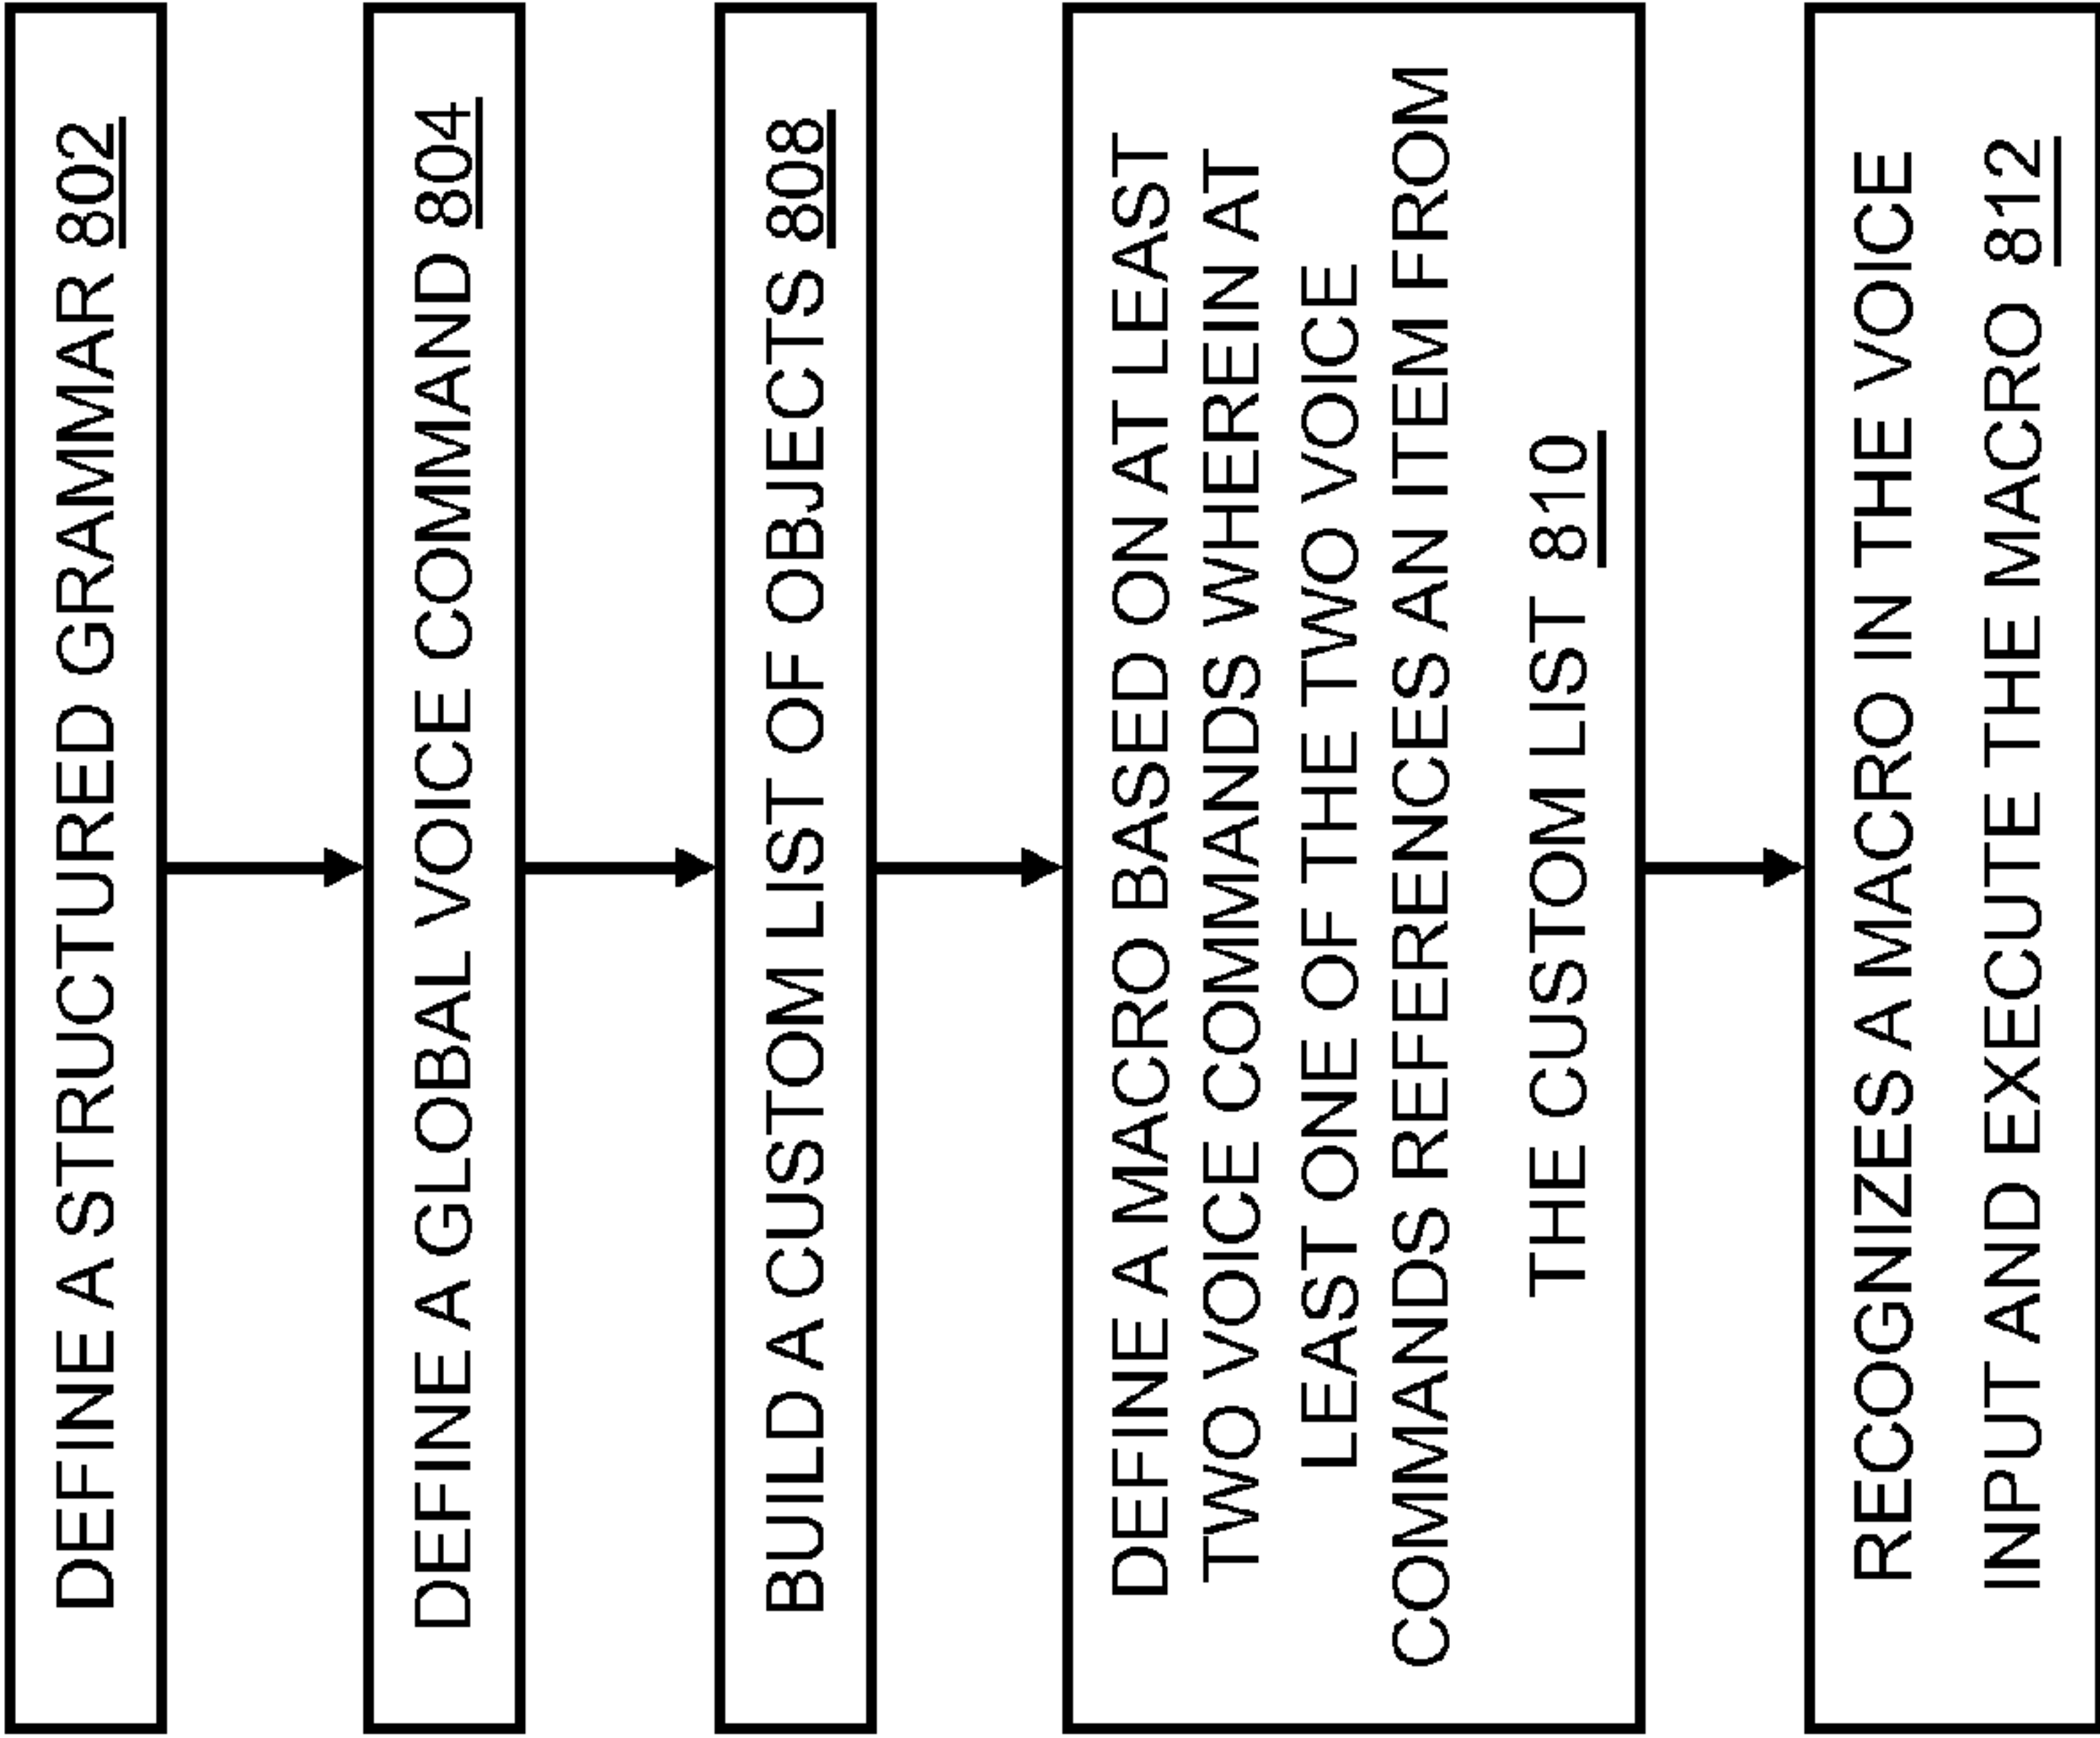 DEFINE A STRUCTURED GRAMMAR 802
DEFINE A GLOBAL VOICE COMMAND 804
BUILD A CUSTOM LIST OF OBJECTS 808
DEFINE A MACRO BASED ON AT LEAST
TWO VOICE COMMANDS WHEREIN AT
LEAST ONE OF THE TWO VOICE
COMMANDS REFERENCES AN ITEM FROM
THE CUSTOM LIST 810
RECOGNIZES A MACRO IN THE VOICE
INPUT AND EXECUTE THE MACRO 812